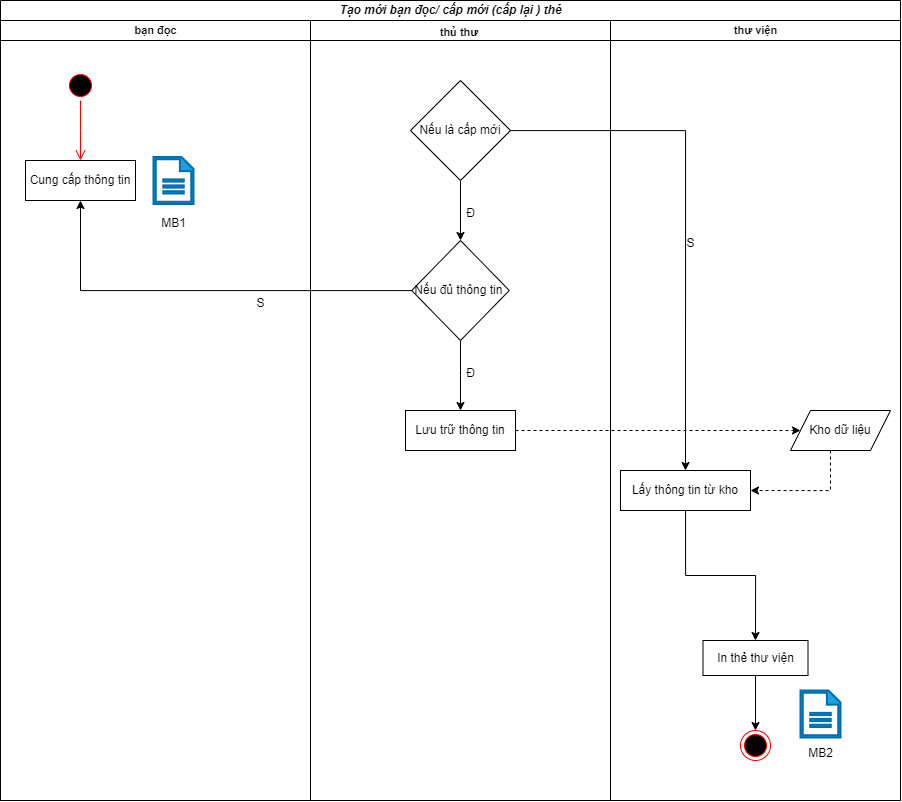 Tạo mới bạn đọc/ cấp mới (cấp lại ) thẻ
bạn đọc
thủ thư
thư viện
Nếu là cấp mới
Cung cấp thông tin
MB1
Đ
S
Nếu đủ thông tin
S
Đ
Lưu trữ thông tin
Kho dữ liệu
Lấy thông tin từ kho
In thẻ thư viện
MB2